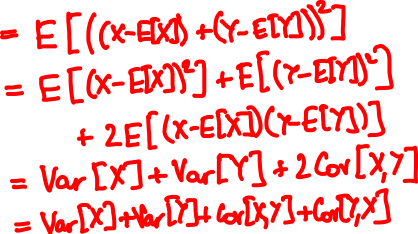 = E[((X-E[X])+(Y-E[Y]))²]
= E[(X-E[X])²]+E[(Y-E[Y])²]
+ 2E[(X-E[X])(Y-E[Y])]
= Var[X]+Var[Y]+2Cov[X,Y]
= Var[X]+Var[Y]+Cov[X,Y]+Cov[Y,X]